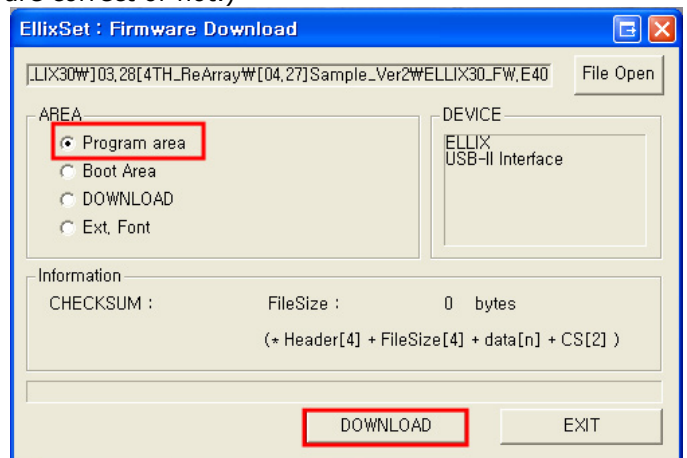 EllixSet : Firmware Download
_LIX30₩]03,28[4TH_ReArray₩[04,27]Sample_Ver2₩ELLIX30_FW,E40 File Open
AREA
Program area
Boot Area
DOWNLOAD
Ext, Font
DEVICE
ELLIX
USB-II Interface
Information
CHECKSUM : FileSize : 0 bytes
(* Header[4] + FileSize[4] + data[n] + CS[2] )
DOWNLOAD EXIT